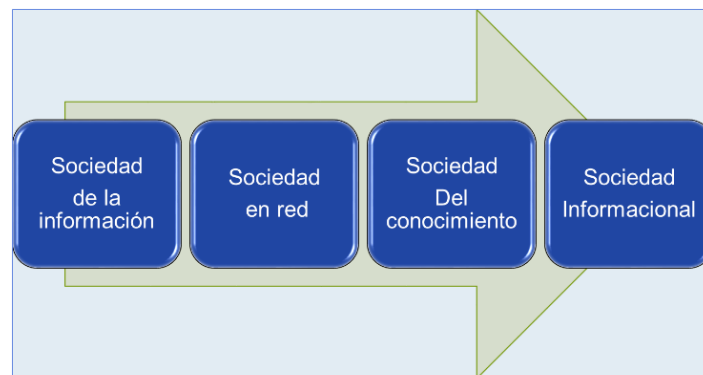 Sociedad
de la
información
Sociedad
en red
Sociedad
Del
conocimiento
Sociedad
Informacional